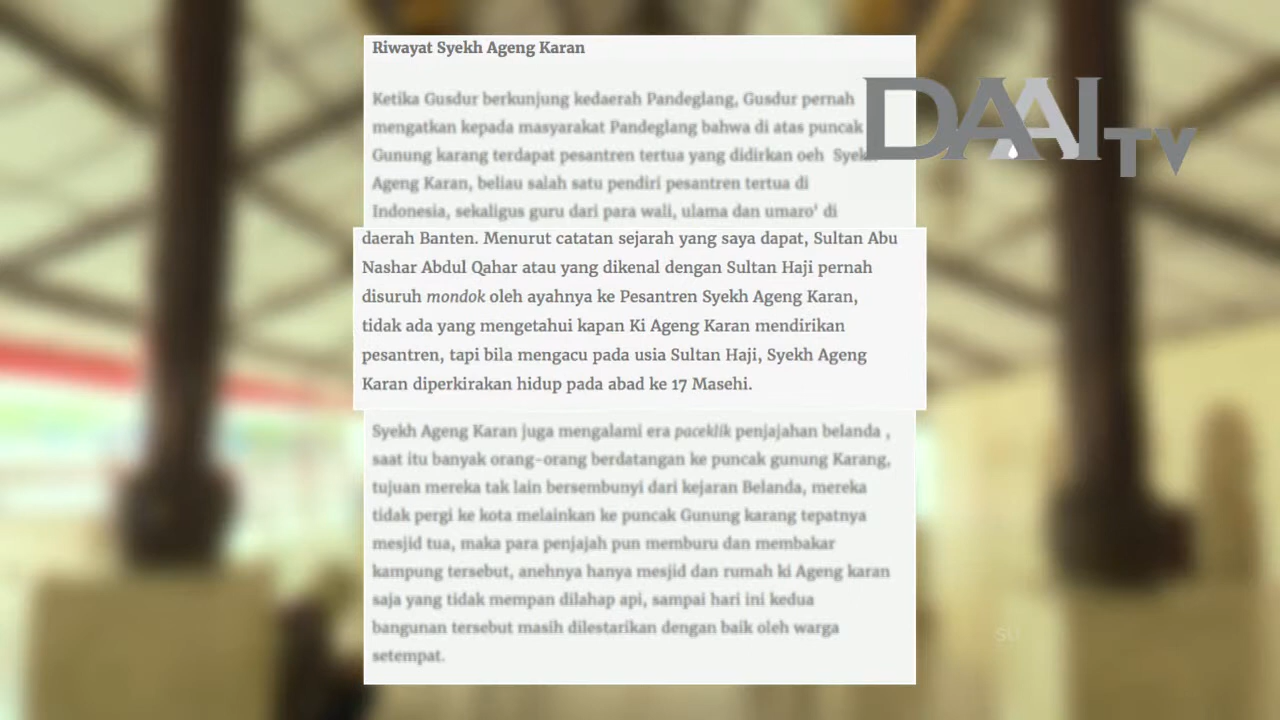 Riwayat Syekh Ageng Karan
DAAI TV
Ketika Gusdur berkunjung kedaerah Pandeglang, Gusdur pernah
mengatkan kepada masyarakat Pandeglang bahwa di atas puncak
Gunung karang terdapat pesantren tertua yang didirkan oeh Syekh
Ageng Karan, beliau salah satu pendiri pesantren tertua di
Indonesia, sekaligus guru dari para wali, ulama dan umaro' di
daerah Banten. Menurut catatan sejarah yang saya dapat, Sultan Abu
Nashar Abdul Qahar atau yang dikenal dengan Sultan Haji pernah
disuruh mondok oleh ayahnya ke Pesantren Syekh Ageng Karan,
tidak ada yang mengetahui kapan Ki Ageng Karan mendirikan
pesantren, tapi bila mengacu pada usia Sultan Haji, Syekh Ageng
Karan diperkirakan hidup pada abad ke 17 Masehi.
Syekh Ageng Karan juga mengalami era paceklik penjajahan belanda ,
saat itu banyak orang-orang berdatangan ke puncak gunung Karang,
tujuan mereka tak lain bersembunyi dari kejaran Belanda, mereka
tidak pergi ke kota melainkan ke puncak Gunung karang tepatnya
mesjid tua, maka para penjajah pun memburu dan membakar
kampung tersebut, anehnya hanya mesjid dan rumah ki Ageng karan
saja yang tidak mempan dilahap api, sampai hari ini kedua
bangunan tersebut masih dilestarikan dengan baik oleh warga
setempat.